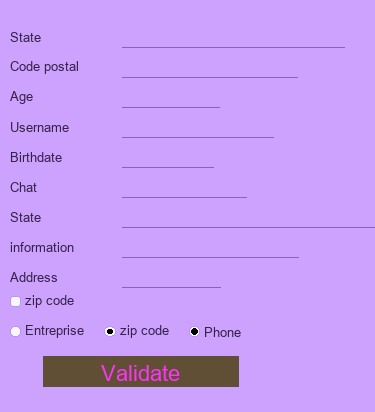 State
Code postal
Age
Username
Birthdate
Chat
State
information
Address
zip code
Entreprise zip code Phone
Validate